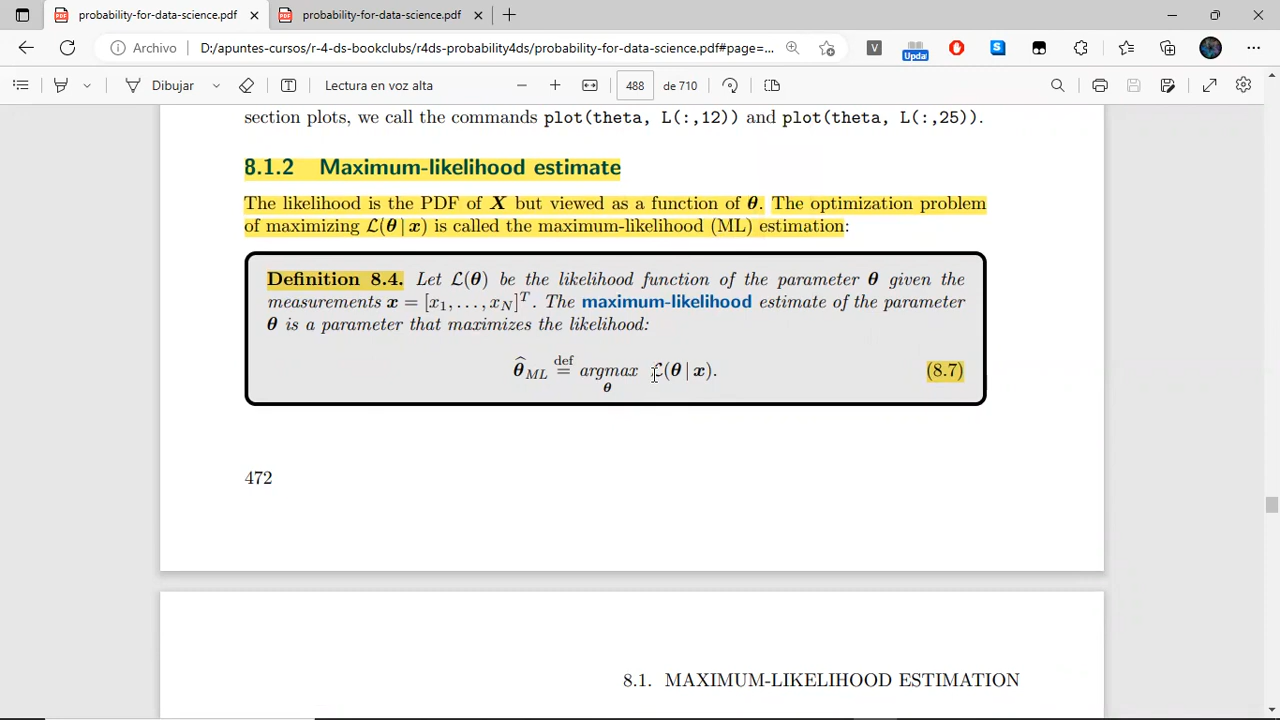 probability-for-data-science.pdf
probability-for-data-science.pdf
Archivo D:/apuntes-cursos/r-4-ds-bookclubs/r4ds-probability4ds/probability-for-data-science.pdf#page=...
V
Upda
S
Dibujar
Lectura en voz alta
488 de 710
section plots, we call the commands plot(theta, L(:,12)) and plot(theta, L(:,25)).
8.1.2 Maximum-likelihood estimate
The likelihood is the PDF of X but viewed as a function of θ. The optimization problem
of maximizing ℒ(θ | x) is called the maximum-likelihood (ML) estimation:
Definition 8.4. Let ℒ(θ) be the likelihood function of the parameter θ given the
measurements x = [x₁, . . . , x_N]ᵀ. The maximum-likelihood estimate of the parameter
θ is a parameter that maximizes the likelihood:
θ̂_ML def= argmax_θ ℒ(θ | x). (8.7)
472
8.1. MAXIMUM-LIKELIHOOD ESTIMATION